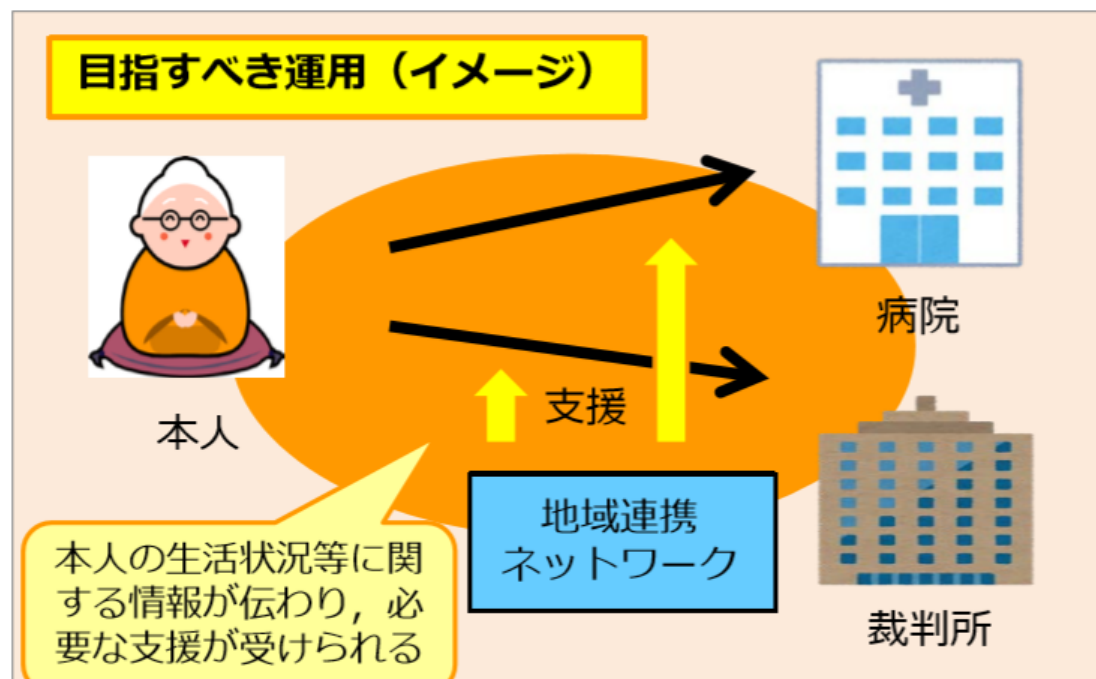 目指すべき運用（イメージ）
病院
本人
支援
地域連携
ネットワーク
本人の生活状況等に関
する情報が伝わり，必
要な支援が受けられる
裁判所